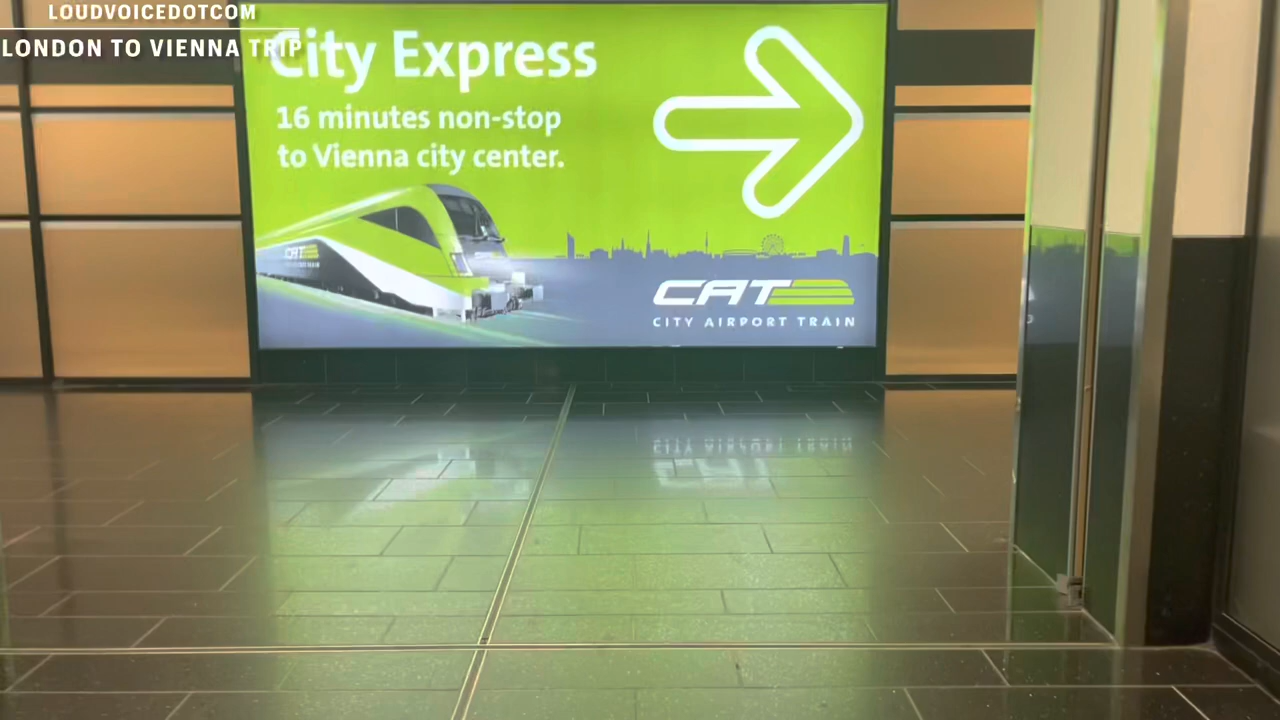 LOUDVOICEDOTCOM
LONDON TO VIENNA TRIP
City Express
16 minutes non-stop
to Vienna city center.
CAT
CAT
CITY AIRPORT TRAIN